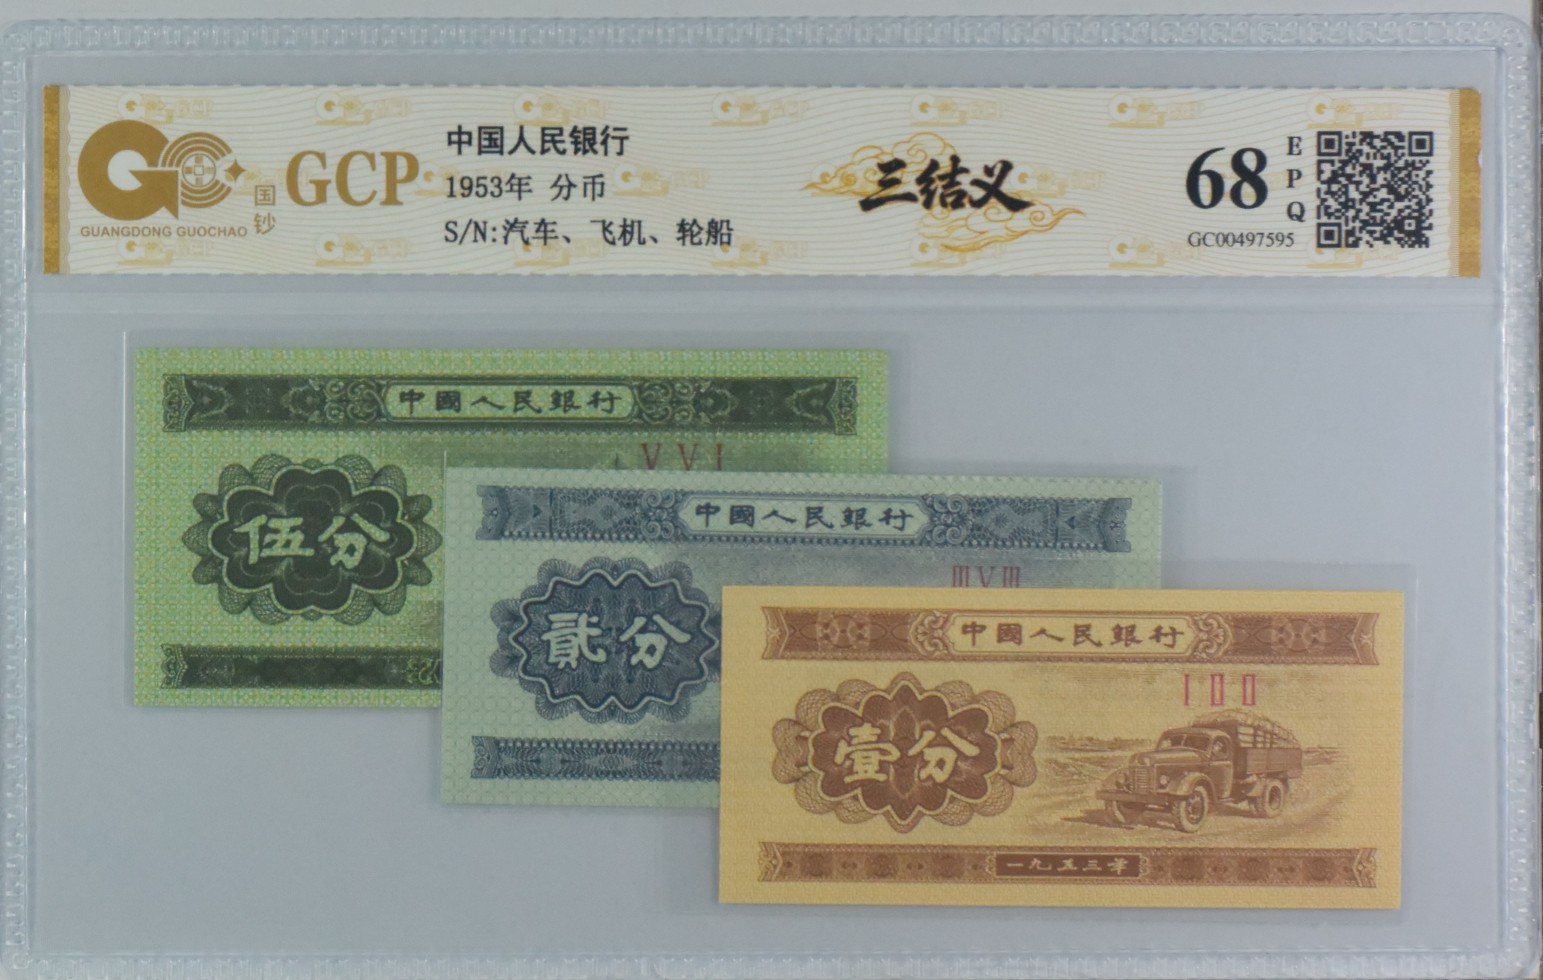 GCP
国钞
GUANGDONG GUOCHAO
中国人民银行
1953年 分币
S/N:汽车、飞机、轮船
三结义
68
EPQ
GC00497595
中國人民銀行
V V I
伍分
中國人民銀行
III V III
貳分
中國人民銀行
I 0 0
壹分
一九五三年